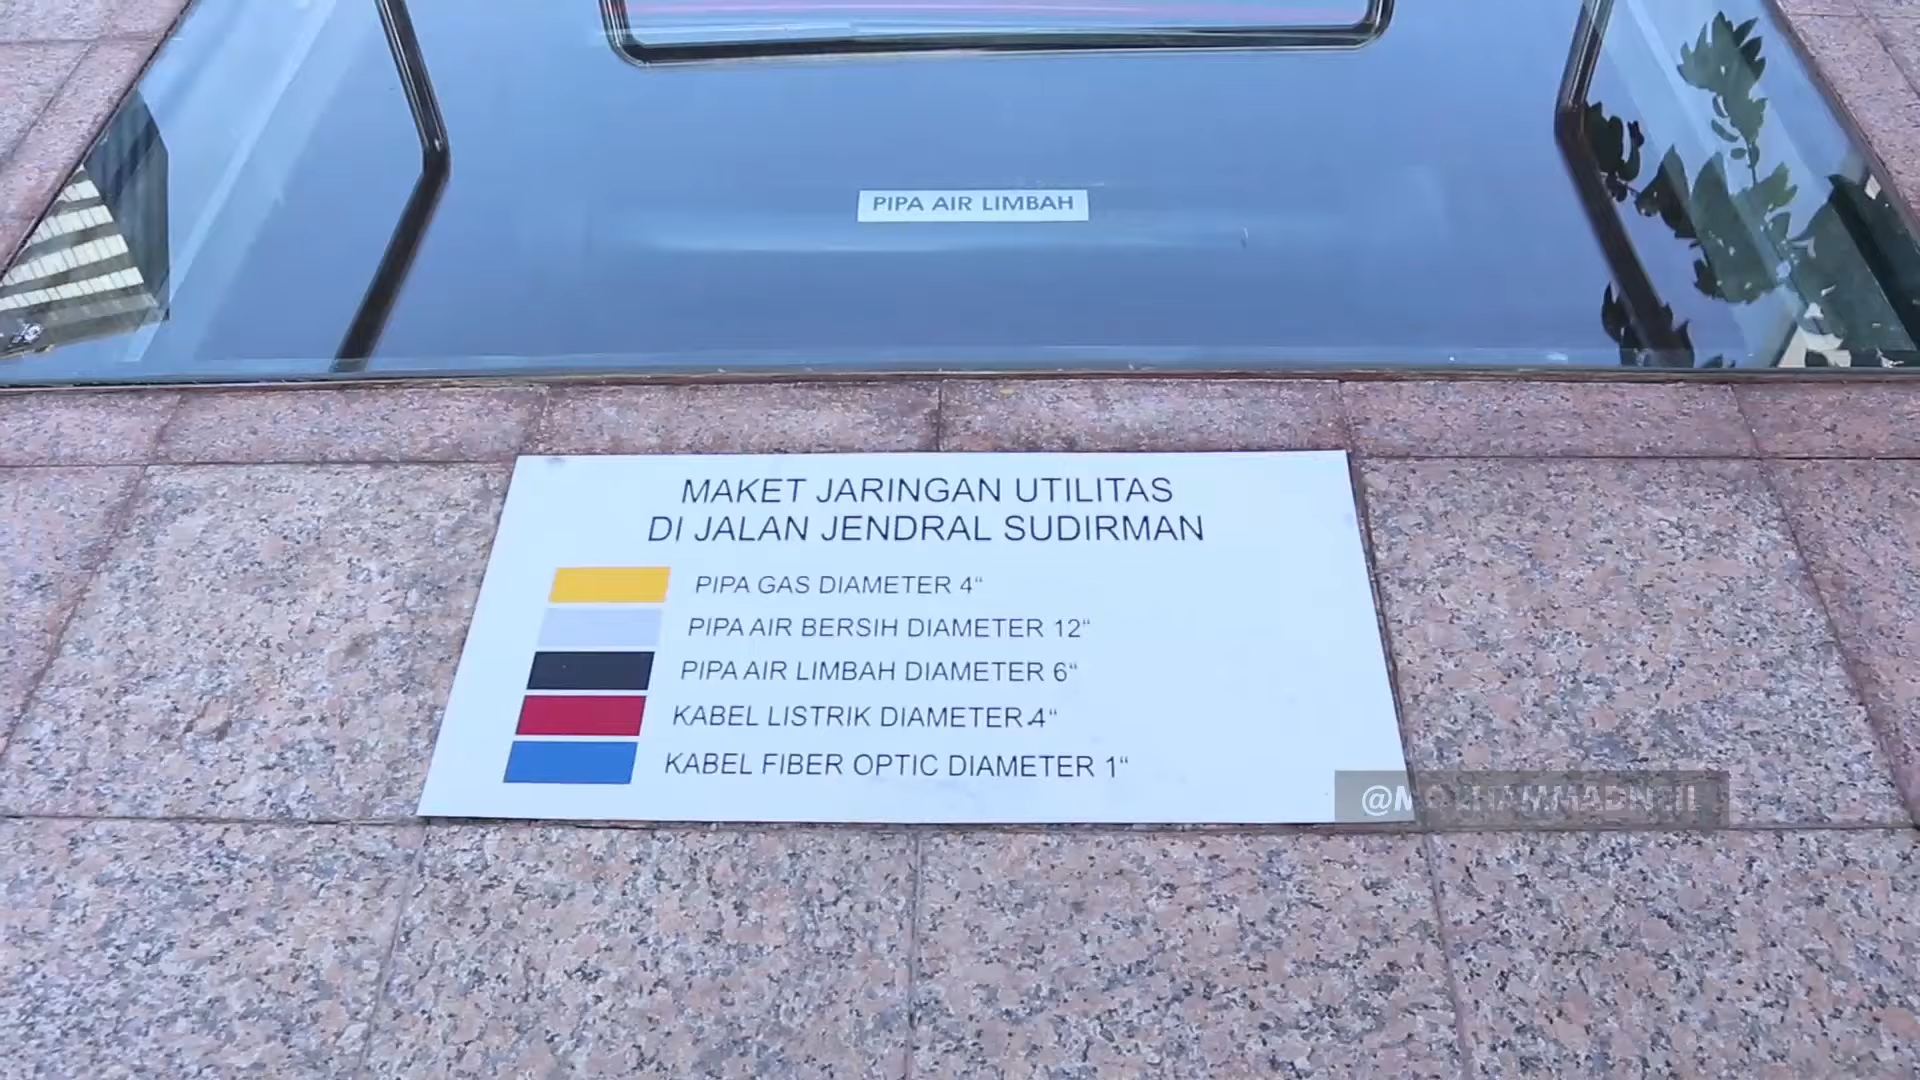 PIPA AIR LIMBAH
MAKET JARINGAN UTILITAS
DI JALAN JENDRAL SUDIRMAN
PIPA GAS DIAMETER 4“
PIPA AIR BERSIH DIAMETER 12“
PIPA AIR LIMBAH DIAMETER 6“
KABEL LISTRIK DIAMETER 4“
KABEL FIBER OPTIC DIAMETER 1“